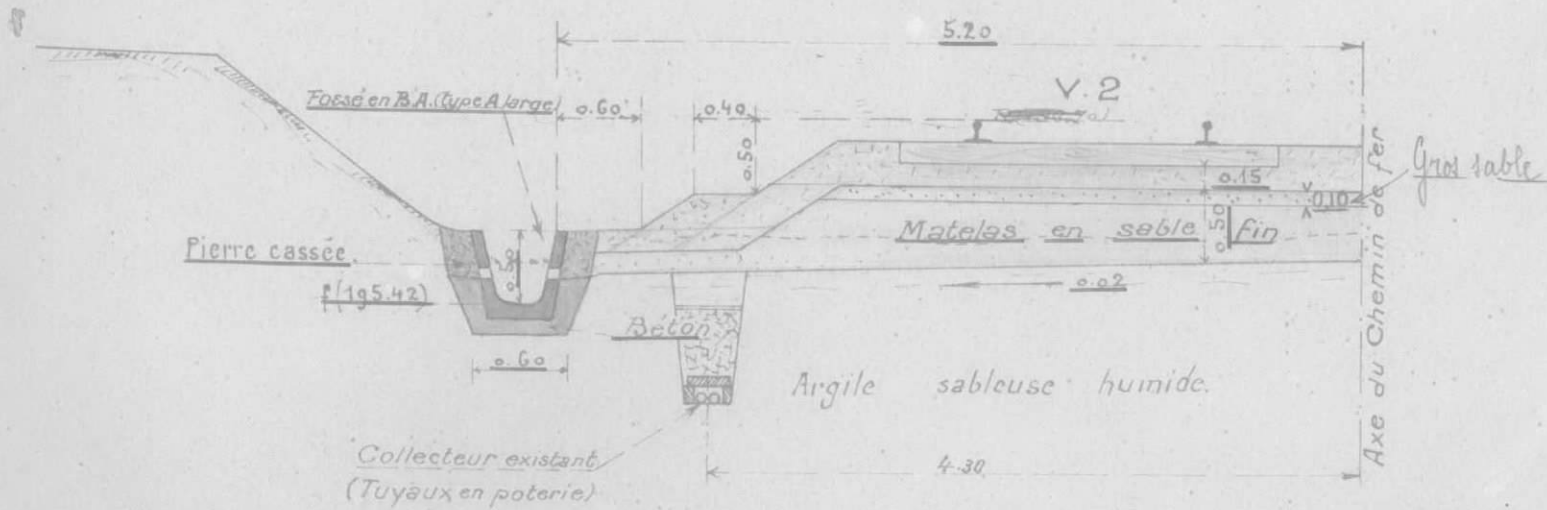 5.20
V. 2
Fossé en B.A. (type A large)
0.60
0.40
0.50
Gros sable
0.15
0.10
0.50
Matelas en sable fin
Pierre cassée
0.50
f(195.42)
0.02
Béton
0.60
Argile sableuse humide.
Axe du Chemin de fer
Collecteur existant
(Tuyaux en poterie)
4.30